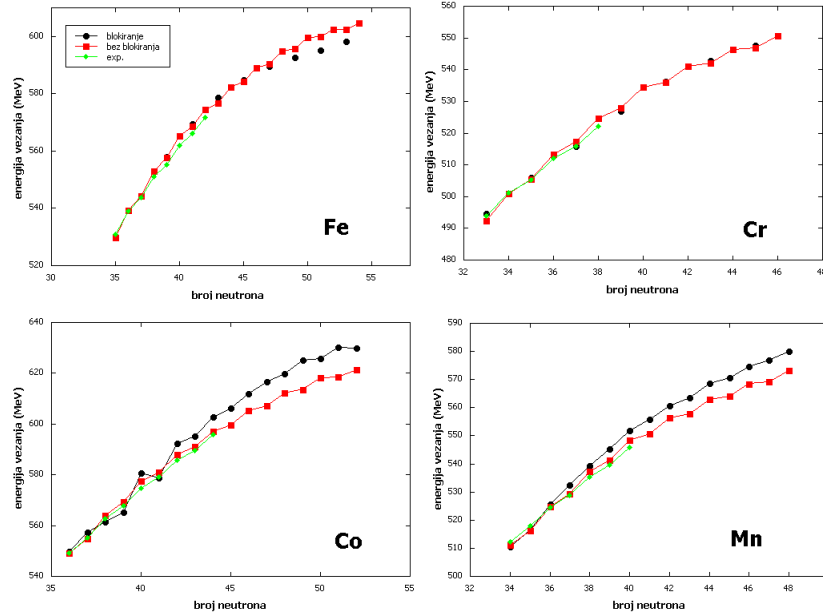 600
580
560
540
520
energija vezanja (MeV)
blokiranje
bez blokiranja
exp.
Fe
30 35 40 45 50 55
broj neutrona
560
550
540
530
520
510
500
490
480
energija vezanja (MeV)
Cr
32 34 36 38 40 42 44 46 48
broj neutrona
640
620
600
580
560
540
energija vezanja (MeV)
Co
35 40 45 50 55
broj neutrona
590
580
570
560
550
540
530
520
510
500
energija vezanja (MeV)
Mn
32 34 36 38 40 42 44 46 48
broj neutrona